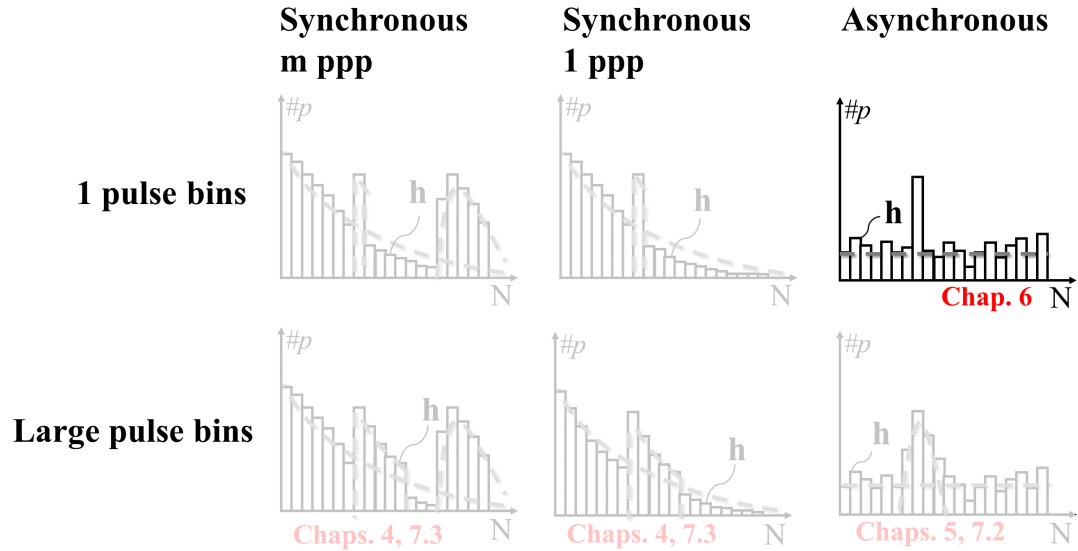 Synchronous
m ppp
Synchronous
1 ppp
Asynchronous
1 pulse bins
#p
h
N
#p
h
N
#p
h
Chap. 6
N
Large pulse bins
#p
h
N
Chaps. 4, 7.3
#p
h
N
Chaps. 4, 7.3
#p
h
N
Chaps. 5, 7.2